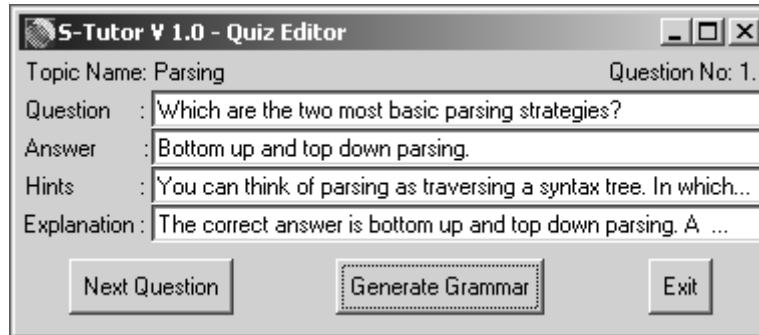 S-Tutor V 1.0 - Quiz Editor
Topic Name: Parsing Question No: 1.
Question : Which are the two most basic parsing strategies?
Answer : Bottom up and top down parsing.
Hints : You can think of parsing as traversing a syntax tree. In which...
Explanation : The correct answer is bottom up and top down parsing. A ...
Next Question Generate Grammar Exit